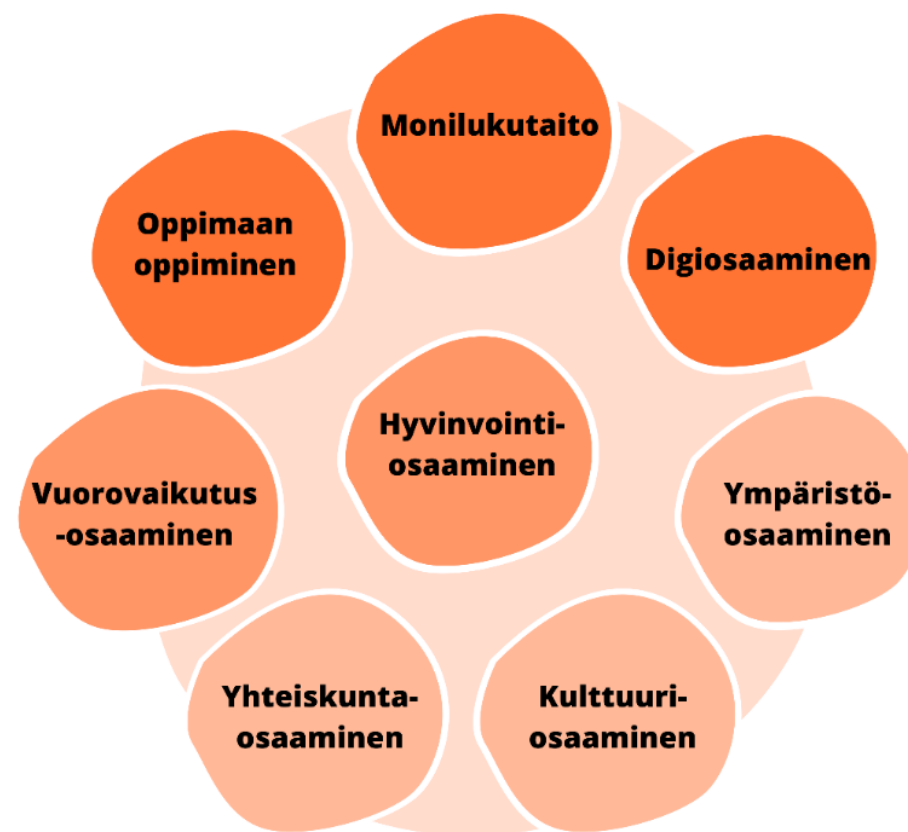 Monilukutaito
Oppimaan
oppiminen
Digiosaaminen
Hyvinvointi-
osaaminen
Vuorovaikutus
-osaaminen
Ympäristö-
osaaminen
Yhteiskunta-
osaaminen
Kulttuuri-
osaaminen